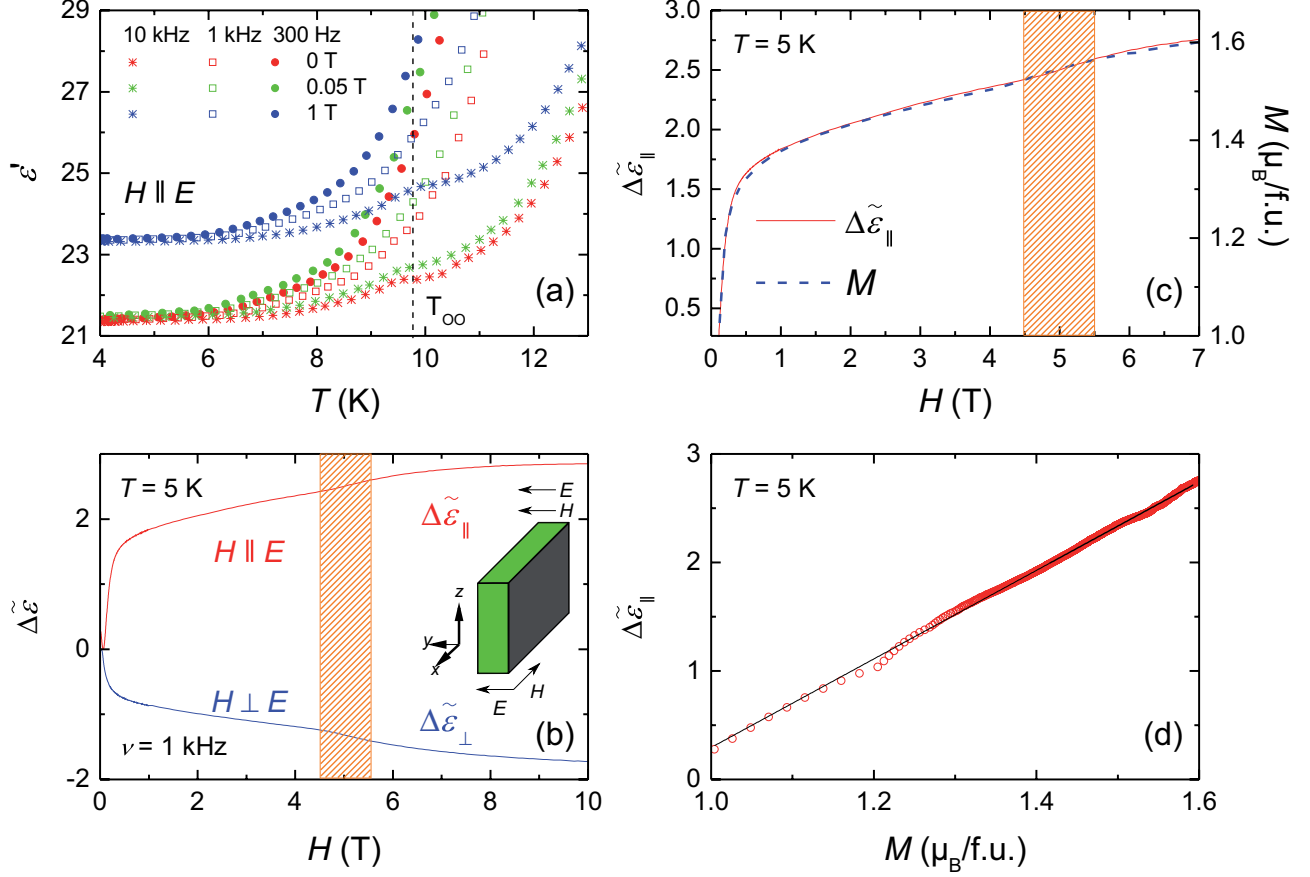 10 kHz 1 kHz 300 Hz
0 T
0.05 T
1 T
H ∥ E
T_OO
(a)
ε'
29
27
25
23
21
4 6 8 10 12
T (K)
T = 5 K
Δε̃_∥
M
(c)
Δε̃_∥
3.0
2.5
2.0
1.5
1.0
0.5
M (μ_B/f.u.)
1.6
1.4
1.2
1.0
0 1 2 3 4 5 6 7
H (T)
T = 5 K
Δε̃_∥
H ∥ E
E
H
z
y
x
E
H
H ⊥ E
Δε̃_⊥
ν = 1 kHz
(b)
Δε̃
2
0
-2
0 2 4 6 8 10
H (T)
T = 5 K
(d)
Δε̃_∥
3
2
1
0
1.0 1.2 1.4 1.6
M (μ_B/f.u.)